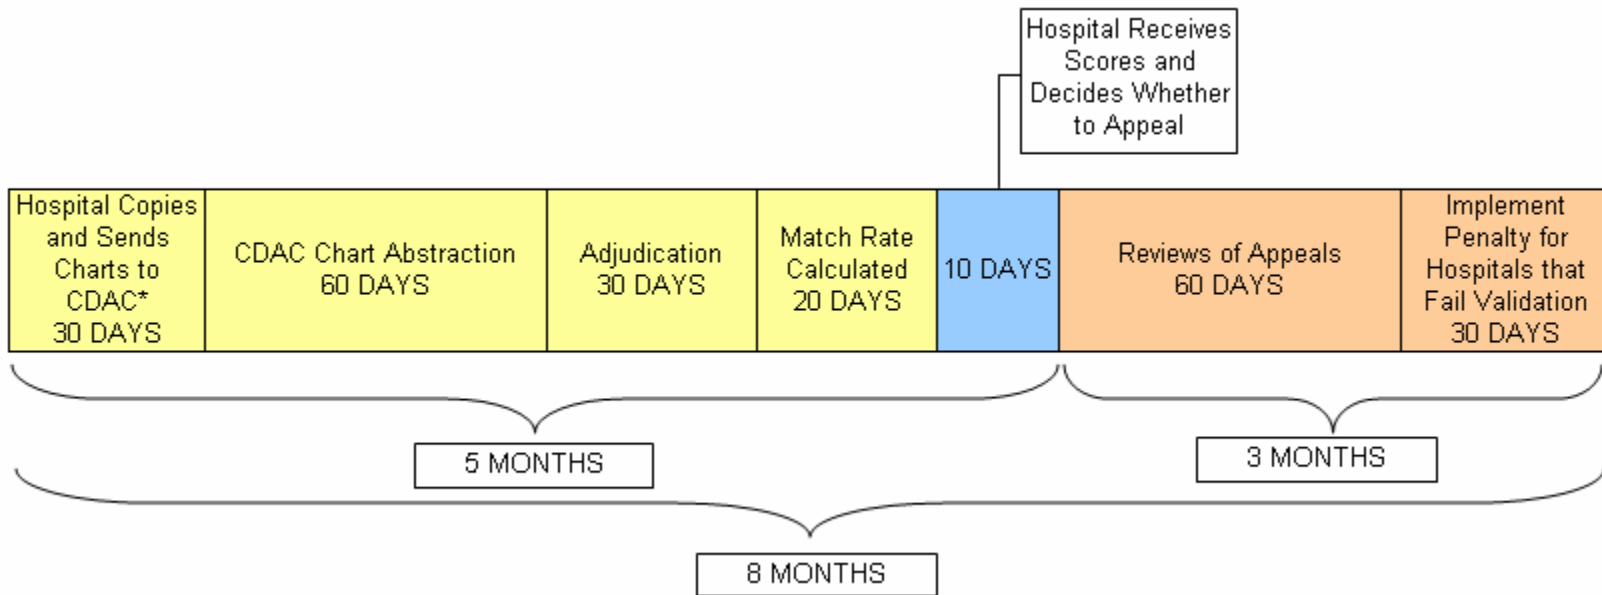 Hospital Receives
Scores and
Decides Whether
to Appeal
Hospital Copies
and Sends
Charts to
CDAC*
30 DAYS
CDAC Chart Abstraction
60 DAYS
Adjudication
30 DAYS
Match Rate
Calculated
20 DAYS
10 DAYS
Reviews of Appeals
60 DAYS
Implement
Penalty for
Hospitals that
Fail Validation
30 DAYS
5 MONTHS
3 MONTHS
8 MONTHS